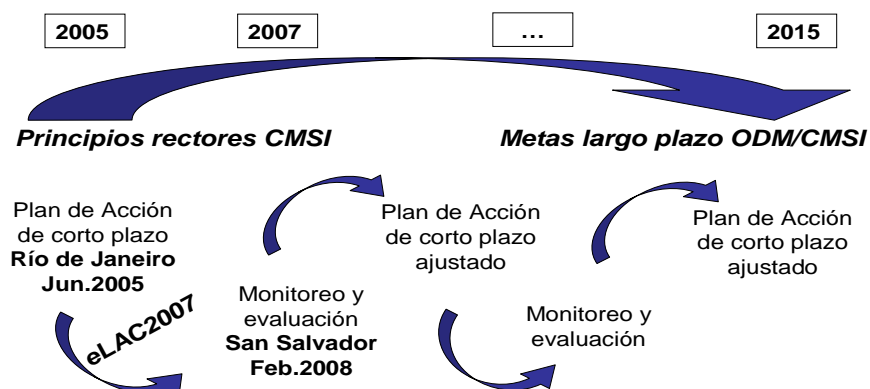 2005
2007
...
2015
Principios rectores CMSI
Metas largo plazo ODM/CMSI
Plan de Acción
de corto plazo
Río de Janeiro
Jun.2005
eLAC2007
Monitoreo y
evaluación
San Salvador
Feb.2008
Plan de Acción
de corto plazo
ajustado
Monitoreo y
evaluación
Plan de Acción
de corto plazo
ajustado